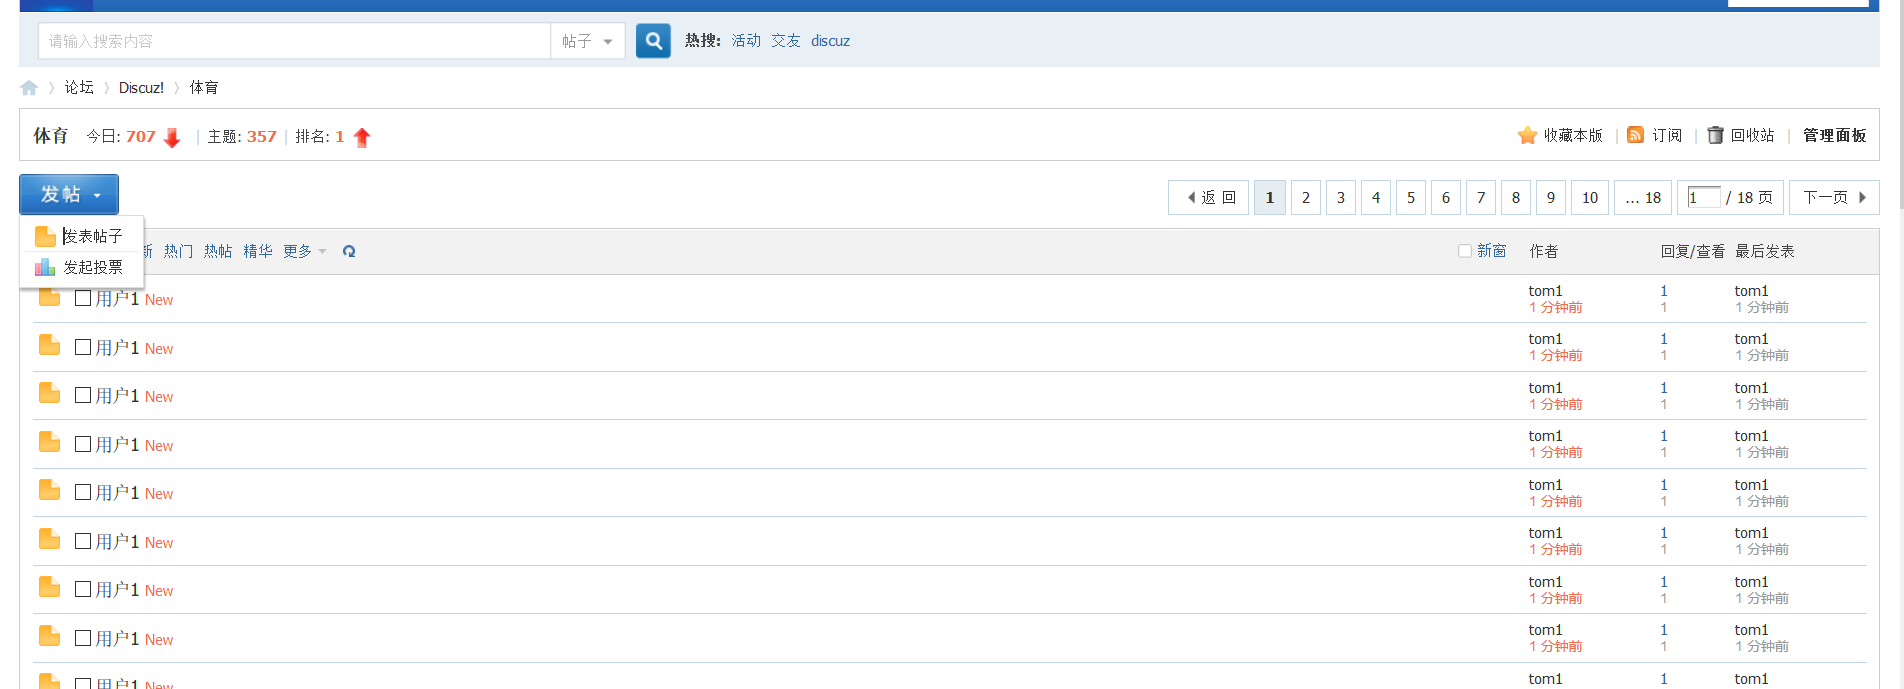 请输入搜索内容 帖子 热搜: 活动 交友 discuz
论坛 Discuz! 体育
体育 今日: 707 | 主题: 357 | 排名: 1 收藏本版 | 订阅 | 回收站 | 管理面板
发帖 返 回 1 2 3 4 5 6 7 8 9 10 ... 18 1 / 18 页 下一页
发表帖子
新 热门 热帖 精华 更多 新窗 作者 回复/查看 最后发表
发起投票
用户1 New tom1 1 tom1
1 分钟前 1 1 分钟前
用户1 New tom1 1 tom1
1 分钟前 1 1 分钟前
用户1 New tom1 1 tom1
1 分钟前 1 1 分钟前
用户1 New tom1 1 tom1
1 分钟前 1 1 分钟前
用户1 New tom1 1 tom1
1 分钟前 1 1 分钟前
用户1 New tom1 1 tom1
1 分钟前 1 1 分钟前
用户1 New tom1 1 tom1
1 分钟前 1 1 分钟前
用户1 New tom1 1 tom1
1 分钟前 1 1 分钟前
用户1 New tom1 1 tom1